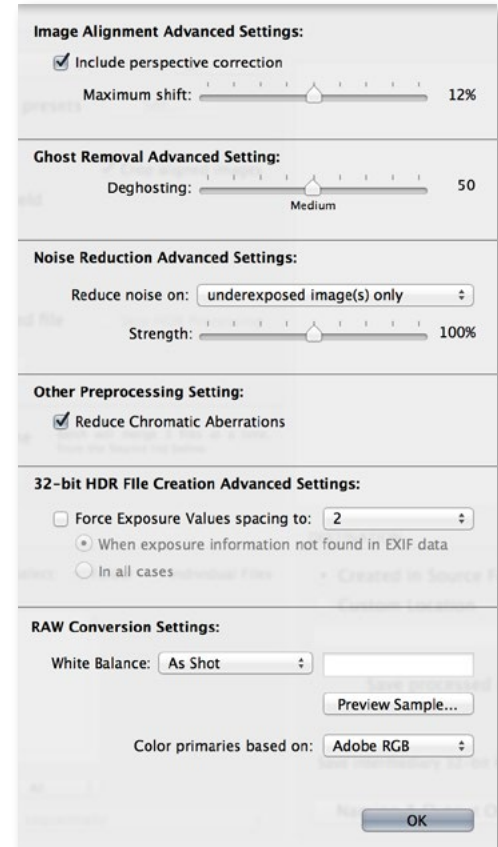 Image Alignment Advanced Settings:
Include perspective correction
Maximum shift: 12%
Ghost Removal Advanced Setting:
Deghosting: 50
Medium
Noise Reduction Advanced Settings:
Reduce noise on: underexposed image(s) only
Strength: 100%
Other Preprocessing Setting:
Reduce Chromatic Aberrations
32-bit HDR FIle Creation Advanced Settings:
Force Exposure Values spacing to: 2
When exposure information not found in EXIF data
In all cases
RAW Conversion Settings:
White Balance: As Shot
Preview Sample...
Color primaries based on: Adobe RGB
OK